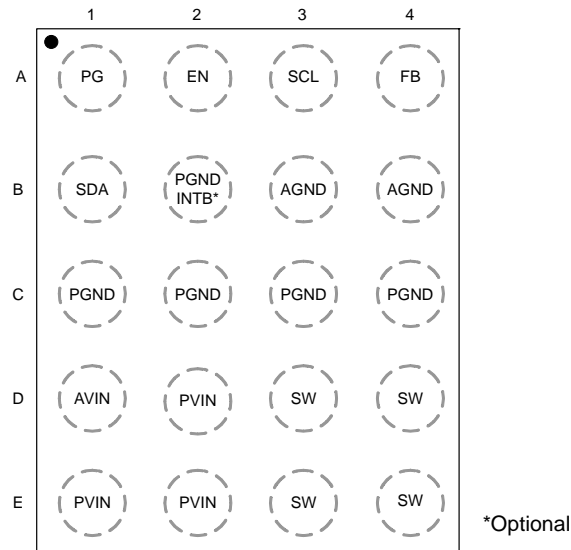 1 2 3 4
A PG EN SCL FB
B SDA PGND INTB* AGND AGND
C PGND PGND PGND PGND
D AVIN PVIN SW SW
E PVIN PVIN SW SW
*Optional